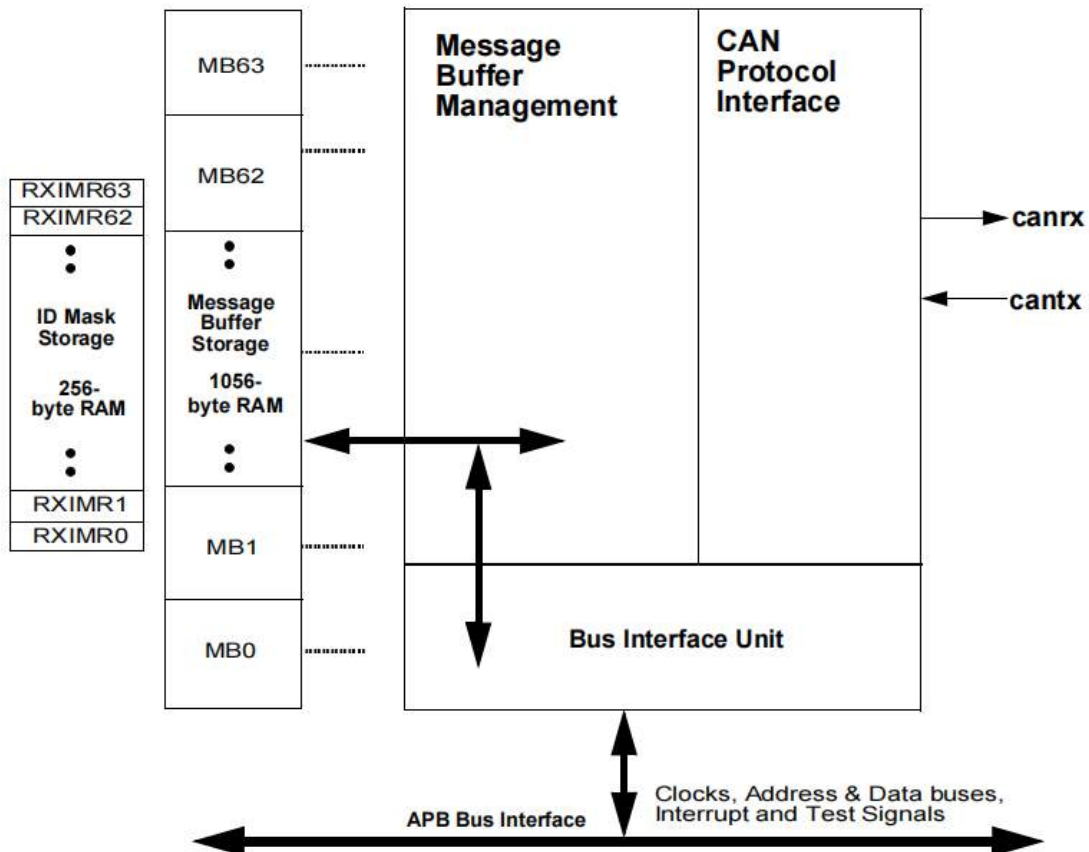 MB63
MB62
RXIMR63
RXIMR62
ID Mask
Storage
256-
byte RAM
RXIMR1
RXIMR0
Message
Buffer
Storage
1056-
byte RAM
MB1
MB0
Message
Buffer
Management
CAN
Protocol
Interface
canrx
cantx
Bus Interface Unit
APB Bus Interface
Clocks, Address & Data buses,
Interrupt and Test Signals